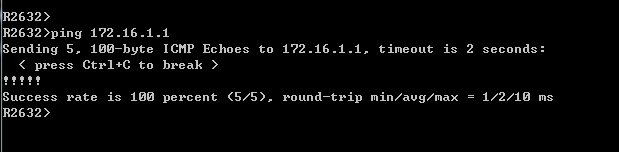 R2632>
R2632>ping 172.16.1.1
Sending 5, 100-byte ICMP Echoes to 172.16.1.1, timeout is 2 seconds:
  < press Ctrl+C to break >
!!!!!
Success rate is 100 percent (5/5), round-trip min/avg/max = 1/2/10 ms
R2632>